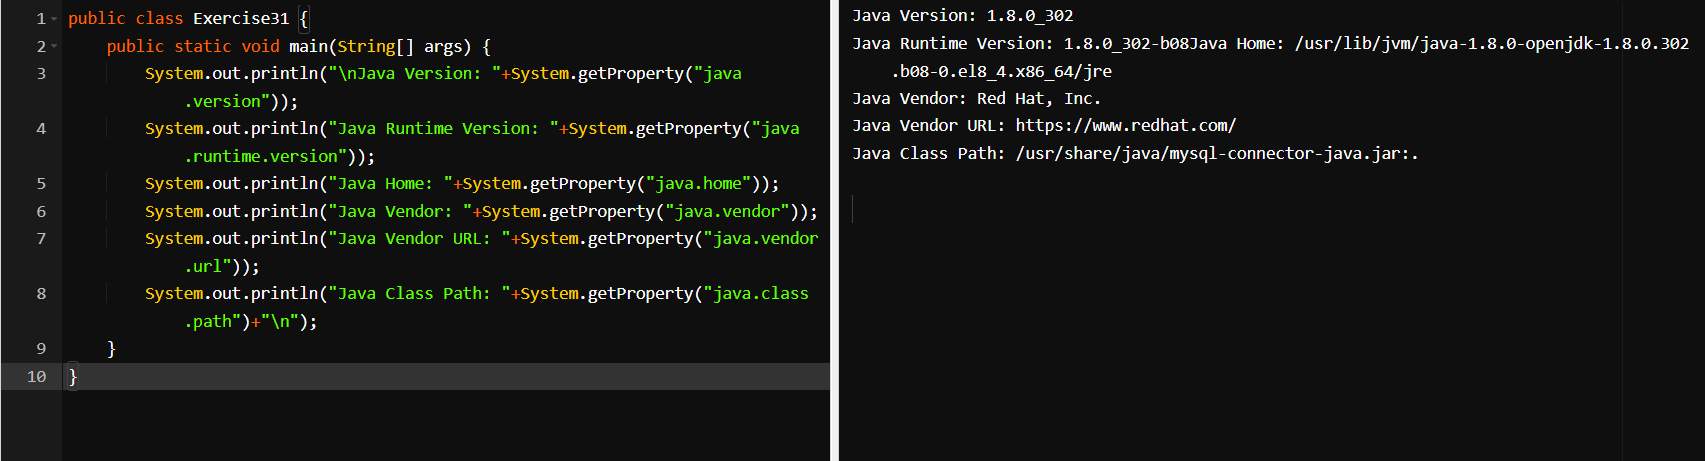 1 public class Exercise31 {
2 public static void main(String[] args) {
3 System.out.println("\nJava Version: "+System.getProperty("java
.version"));
4 System.out.println("Java Runtime Version: "+System.getProperty("java
.runtime.version"));
5 System.out.println("Java Home: "+System.getProperty("java.home"));
6 System.out.println("Java Vendor: "+System.getProperty("java.vendor"));
7 System.out.println("Java Vendor URL: "+System.getProperty("java.vendor
.url"));
8 System.out.println("Java Class Path: "+System.getProperty("java.class
.path")+"\n");
9 }
10 }
Java Version: 1.8.0_302
Java Runtime Version: 1.8.0_302-b08Java Home: /usr/lib/jvm/java-1.8.0-openjdk-1.8.0.302
.b08-0.el8_4.x86_64/jre
Java Vendor: Red Hat, Inc.
Java Vendor URL: https://www.redhat.com/
Java Class Path: /usr/share/java/mysql-connector-java.jar:.